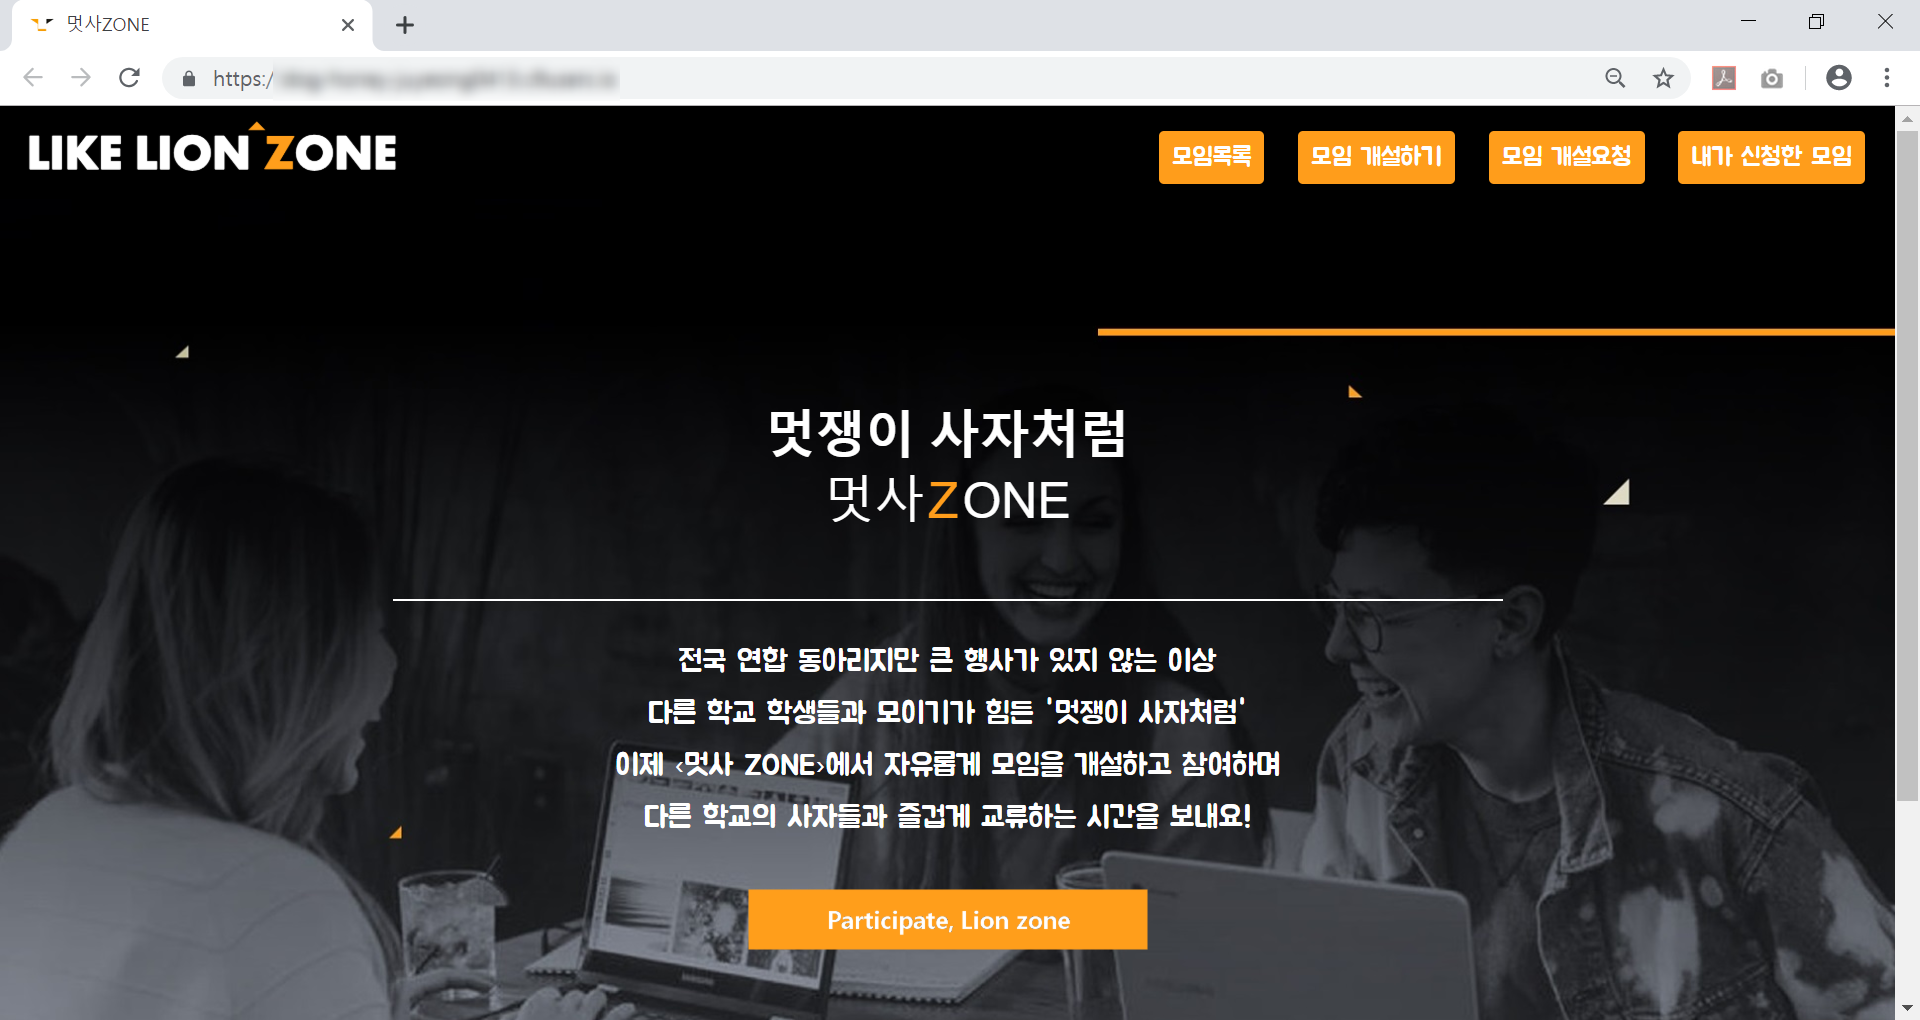 멋사ZONE
https:/
LIKE LION ZONE
모임목록
모임 개설하기
모임 개설요청
내가 신청한 모임
멋쟁이 사자처럼
멋사ZONE
전국 연합 동아리지만 큰 행사가 있지 않는 이상
다른 학교 학생들과 모이기가 힘든 '멋쟁이 사자처럼'
이제 <멋사 ZONE>에서 자유롭게 모임을 개설하고 참여하며
다른 학교의 사자들과 즐겁게 교류하는 시간을 보내요!
Participate, Lion zone